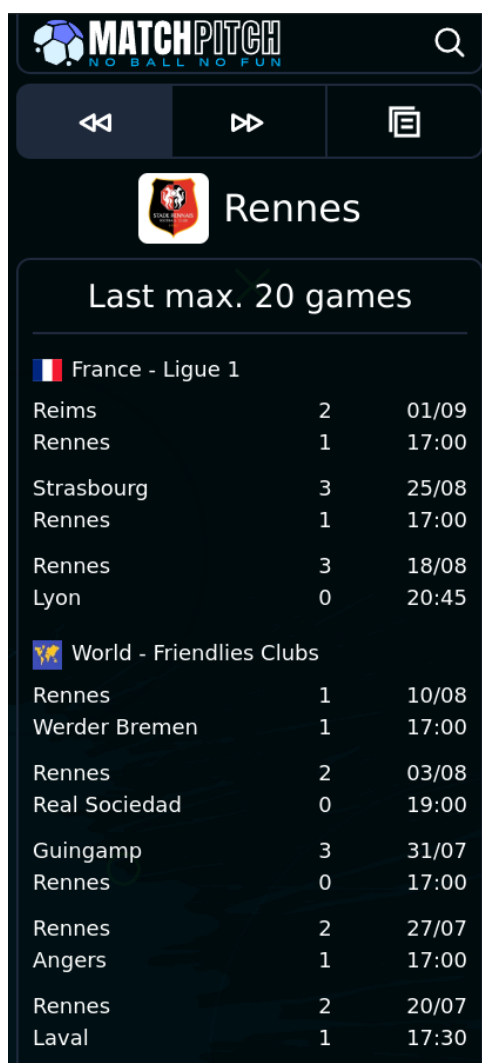 MATCHPITCH
NO BALL NO FUN
Rennes
Last max. 20 games
France - Ligue 1
Reims 2 01/09
Rennes 1 17:00
Strasbourg 3 25/08
Rennes 1 17:00
Rennes 3 18/08
Lyon 0 20:45
World - Friendlies Clubs
Rennes 1 10/08
Werder Bremen 1 17:00
Rennes 2 03/08
Real Sociedad 0 19:00
Guingamp 3 31/07
Rennes 0 17:00
Rennes 2 27/07
Angers 1 17:00
Rennes 2 20/07
Laval 1 17:30